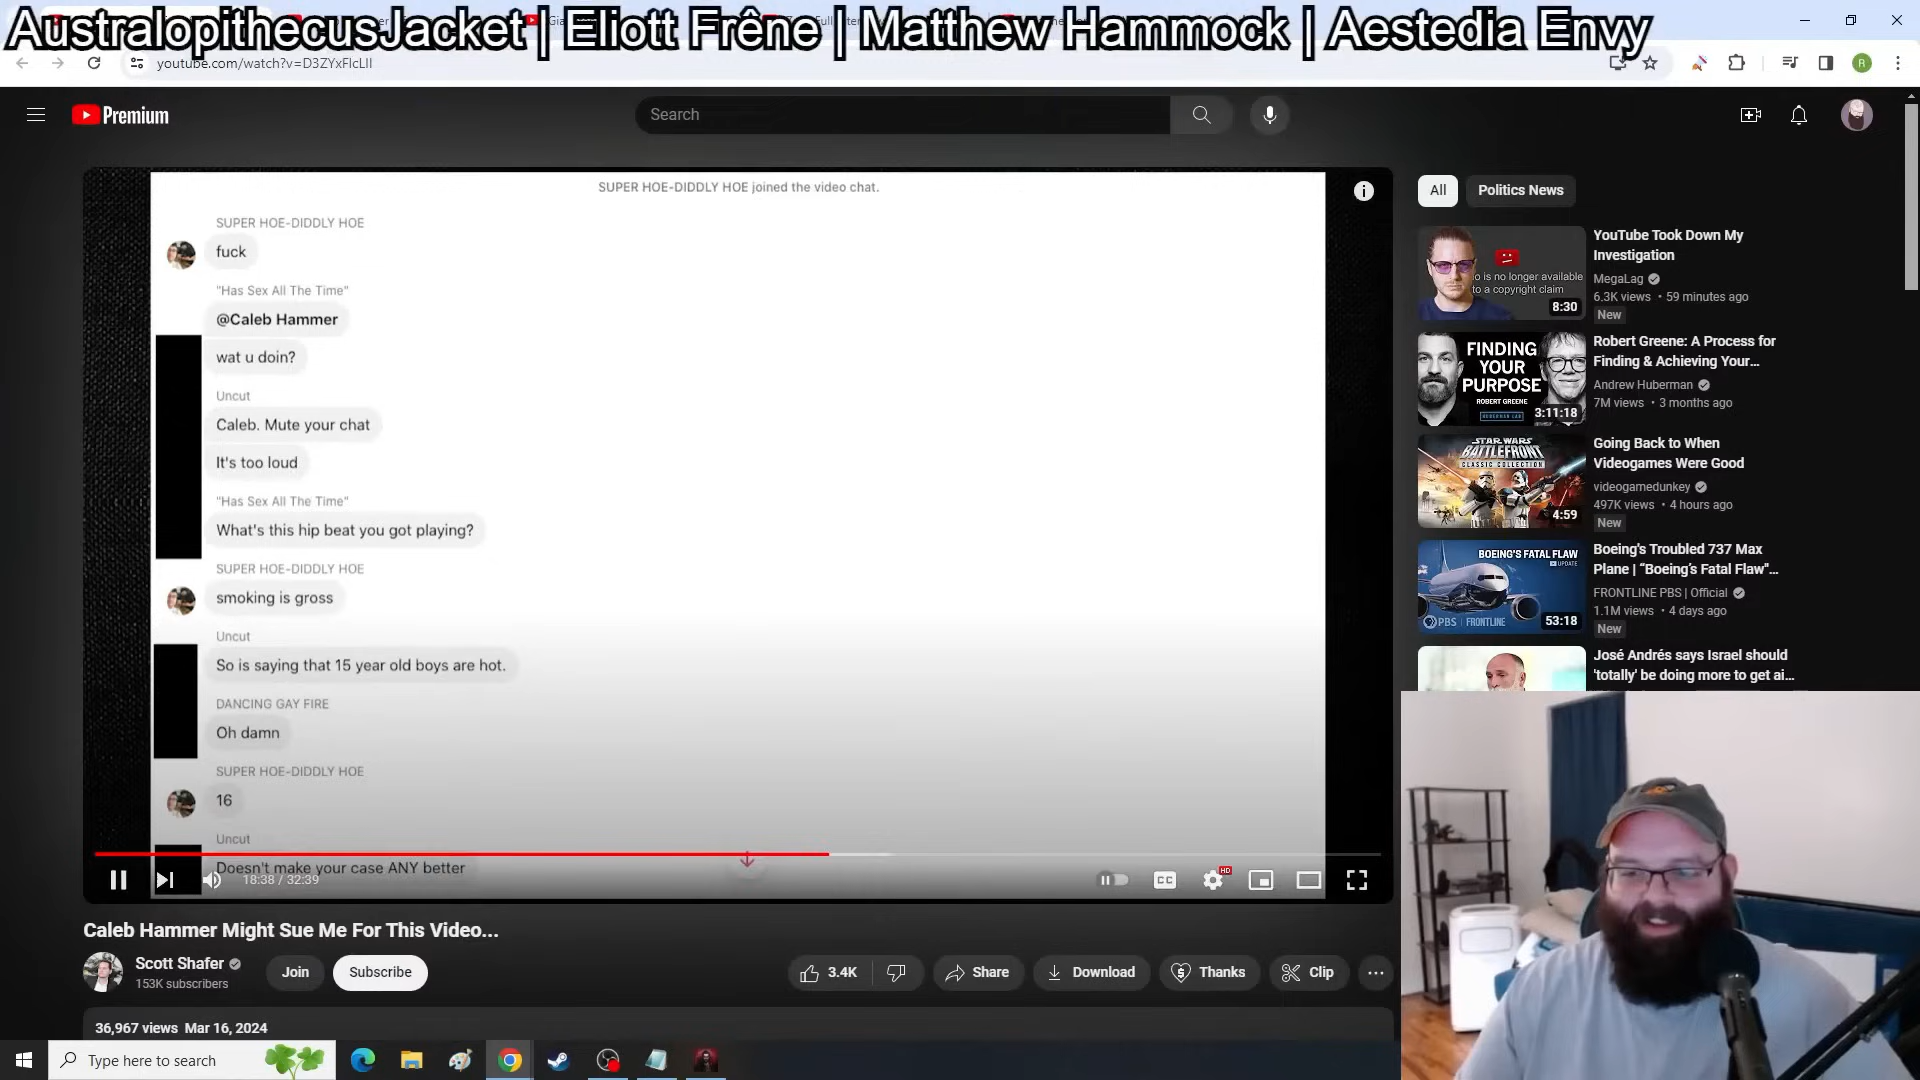 AustralopithecusJacket | Eliott Frêne | Matthew Hammock | Aestedia Envy
youtube.com/watch?v=D3ZYxFlcLII
Premium
Search
SUPER HOE-DIDDLY HOE joined the video chat.
SUPER HOE-DIDDLY HOE
fuck
"Has Sex All The Time"
@Caleb Hammer
wat u doin?
Uncut
Caleb. Mute your chat
It's too loud
"Has Sex All The Time"
What's this hip beat you got playing?
SUPER HOE-DIDDLY HOE
smoking is gross
Uncut
So is saying that 15 year old boys are hot.
DANCING GAY FIRE
Oh damn
SUPER HOE-DIDDLY HOE
16
Uncut
Doesn't make your case ANY better
18:38 / 32:39
CC
HD
Caleb Hammer Might Sue Me For This Video...
Scott Shafer
153K subscribers
Join
Subscribe
3.4K
Share
Download
Thanks
Clip
36,967 views Mar 16, 2024
All
Politics News
o is no longer available
to a copyright claim
8:30
YouTube Took Down My
Investigation
MegaLag
6.3K views • 59 minutes ago
New
FINDING
YOUR
PURPOSE
ROBERT GREENE
HUBERMAN LAB
3:11:18
Robert Greene: A Process for
Finding & Achieving Your...
Andrew Huberman
7M views • 3 months ago
STAR WARS
BATTLEFRONT
CLASSIC COLLECTION
4:59
Going Back to When
Videogames Were Good
videogamedunkey
497K views • 4 hours ago
New
BOEING'S FATAL FLAW
UPDATE
PBS | FRONTLINE
53:18
Boeing's Troubled 737 Max
Plane | “Boeing’s Fatal Flaw”...
FRONTLINE PBS | Official
1.1M views • 4 days ago
New
José Andrés says Israel should
'totally' be doing more to get ai...
Type here to search
R